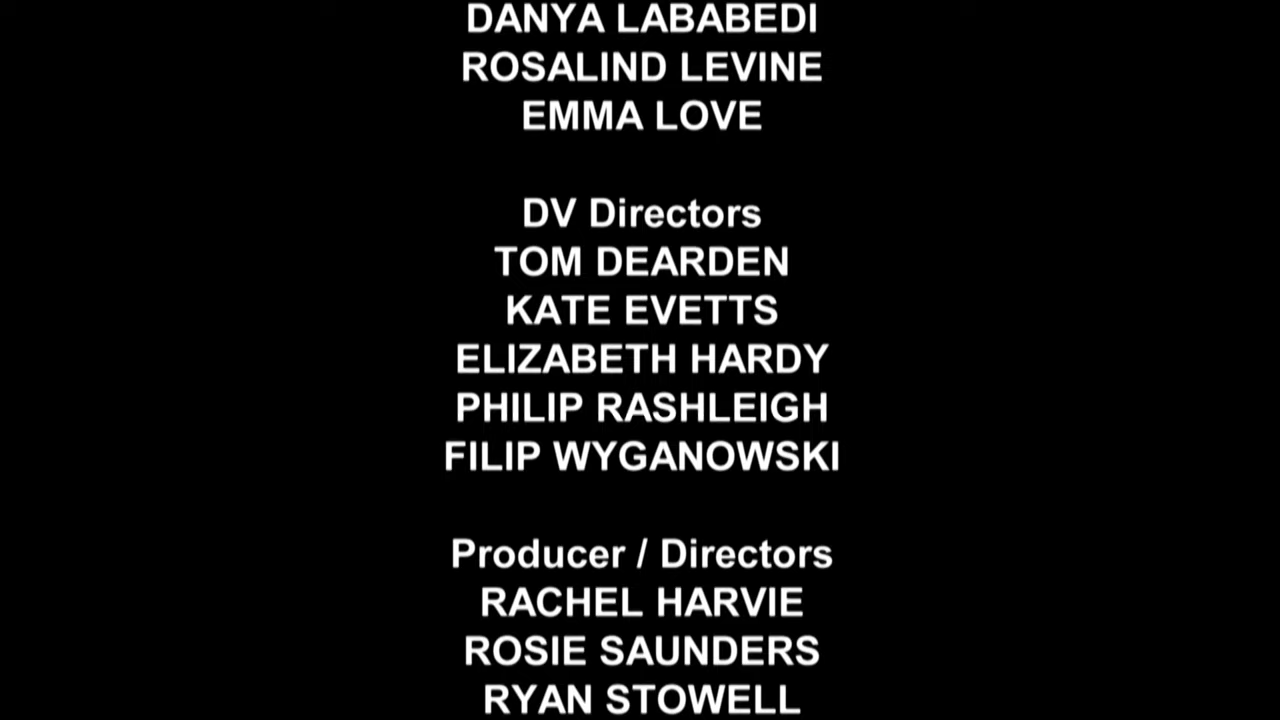 DANYA LABABEDI
ROSALIND LEVINE
EMMA LOVE
DV Directors
TOM DEARDEN
KATE EVETTS
ELIZABETH HARDY
PHILIP RASHLEIGH
FILIP WYGANOWSKI
Producer / Directors
RACHEL HARVIE
ROSIE SAUNDERS
RYAN STOWELL